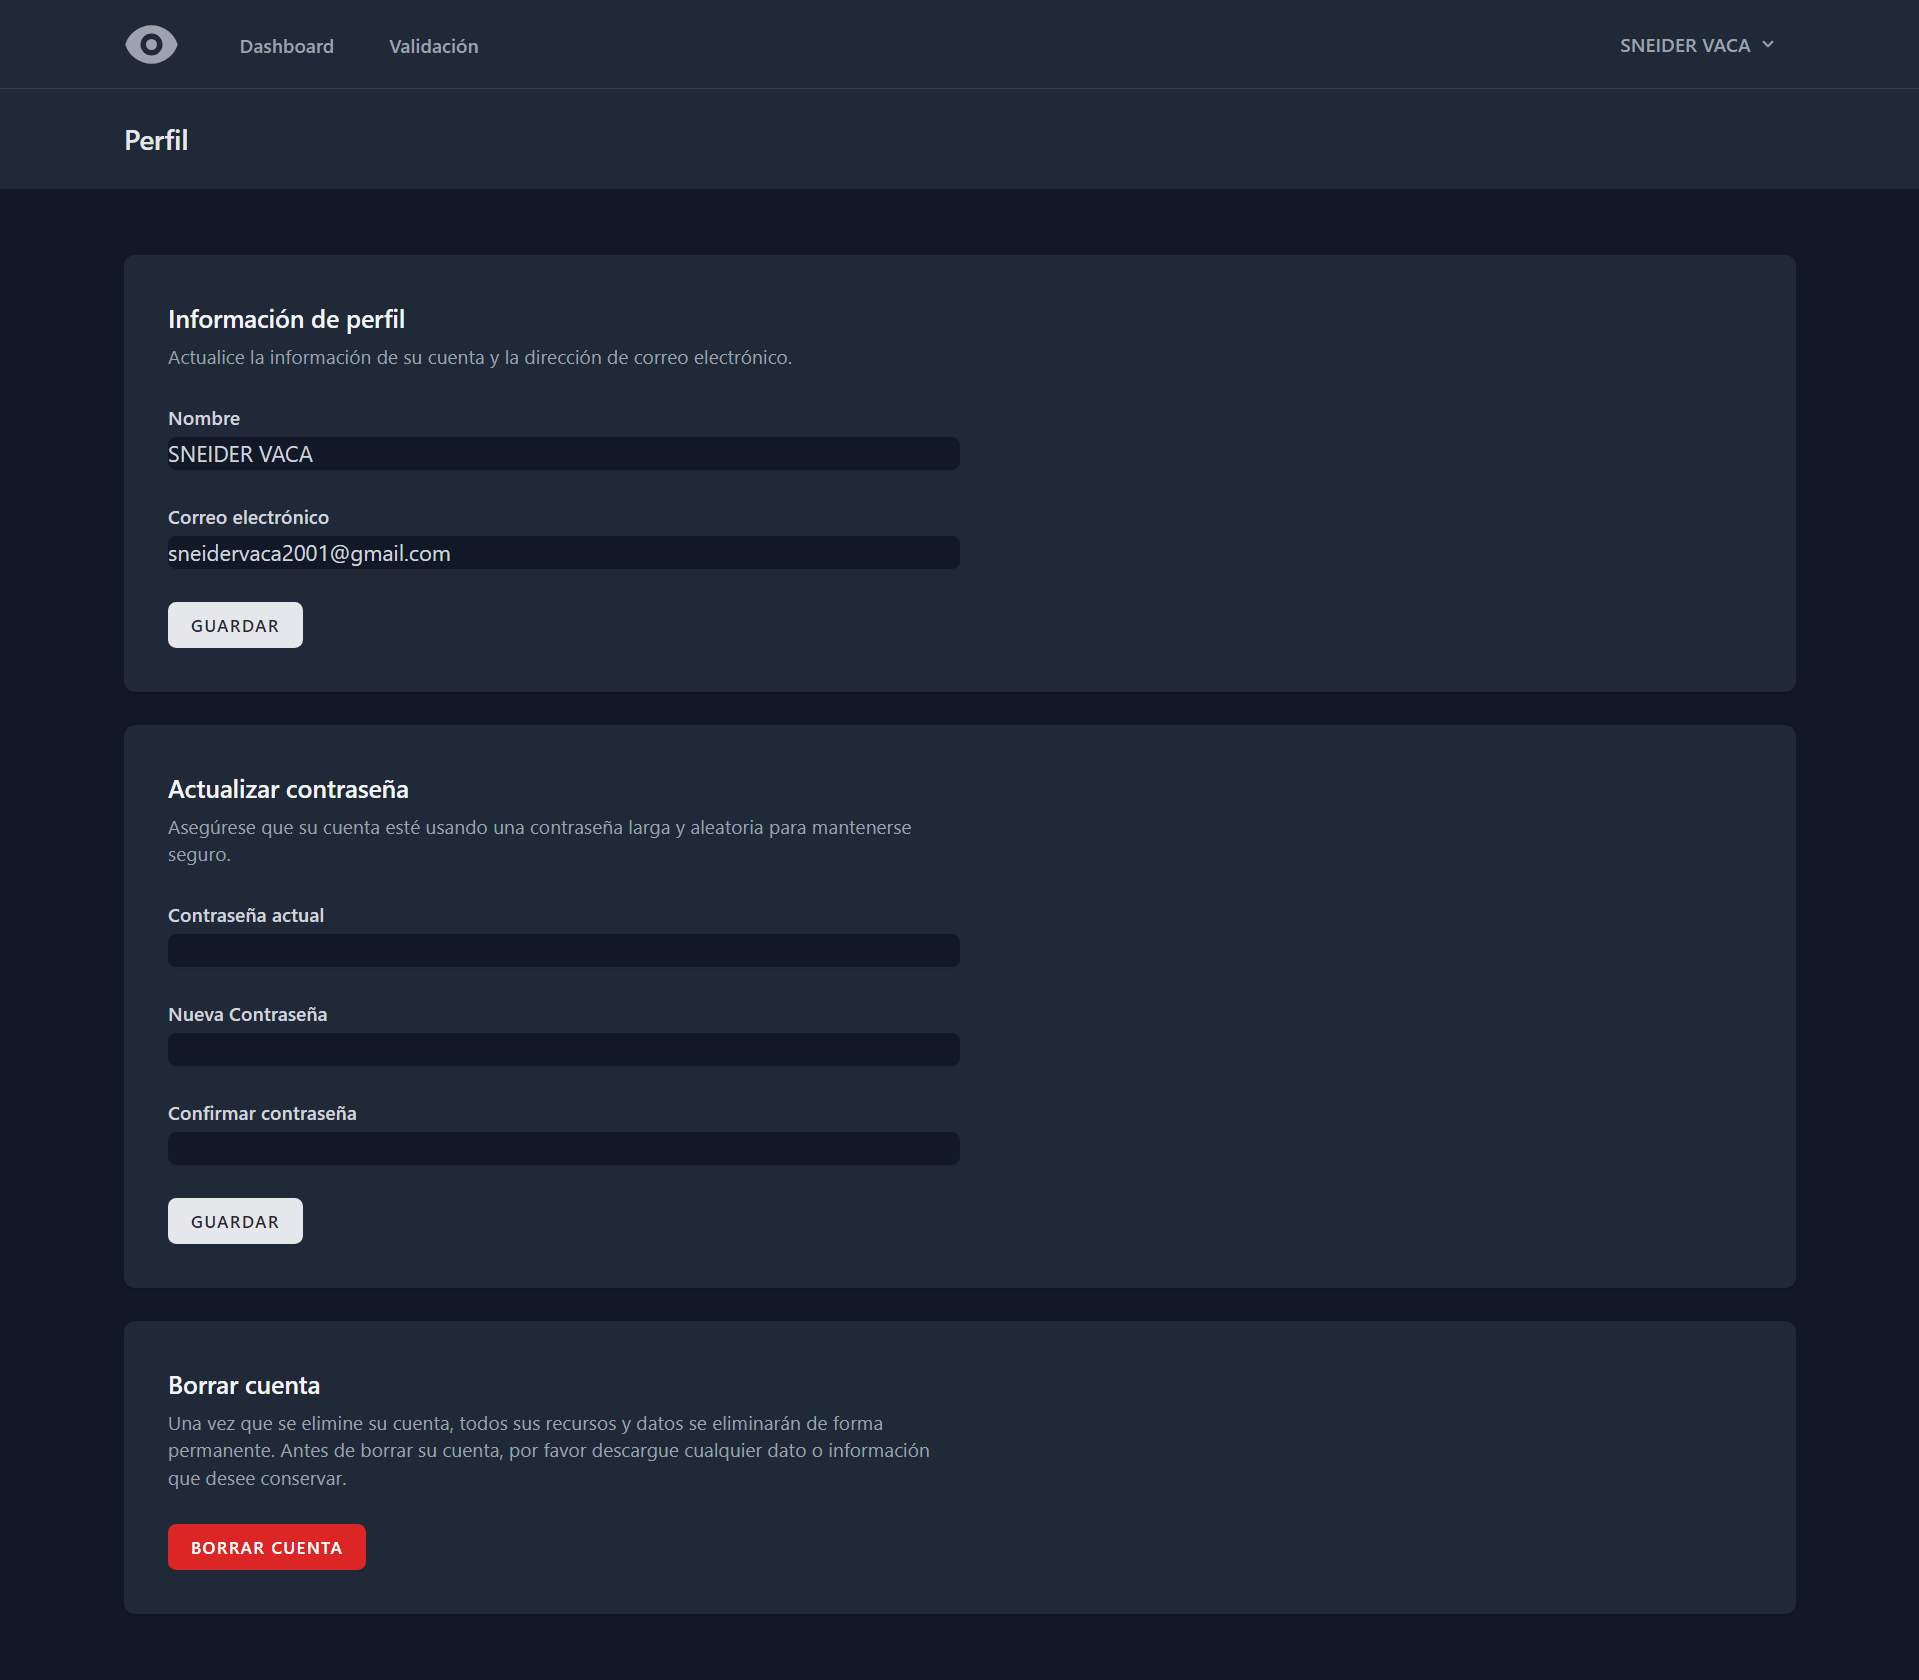 Dashboard
Validación
SNEIDER VACA
Perfil
Información de perfil
Actualice la información de su cuenta y la dirección de correo electrónico.
Nombre
SNEIDER VACA
Correo electrónico
sneidervaca2001@gmail.com
GUARDAR
Actualizar contraseña
Asegúrese que su cuenta esté usando una contraseña larga y aleatoria para mantenerse
seguro.
Contraseña actual
Nueva Contraseña
Confirmar contraseña
GUARDAR
Borrar cuenta
Una vez que se elimine su cuenta, todos sus recursos y datos se eliminarán de forma
permanente. Antes de borrar su cuenta, por favor descargue cualquier dato o información
que desee conservar.
BORRAR CUENTA